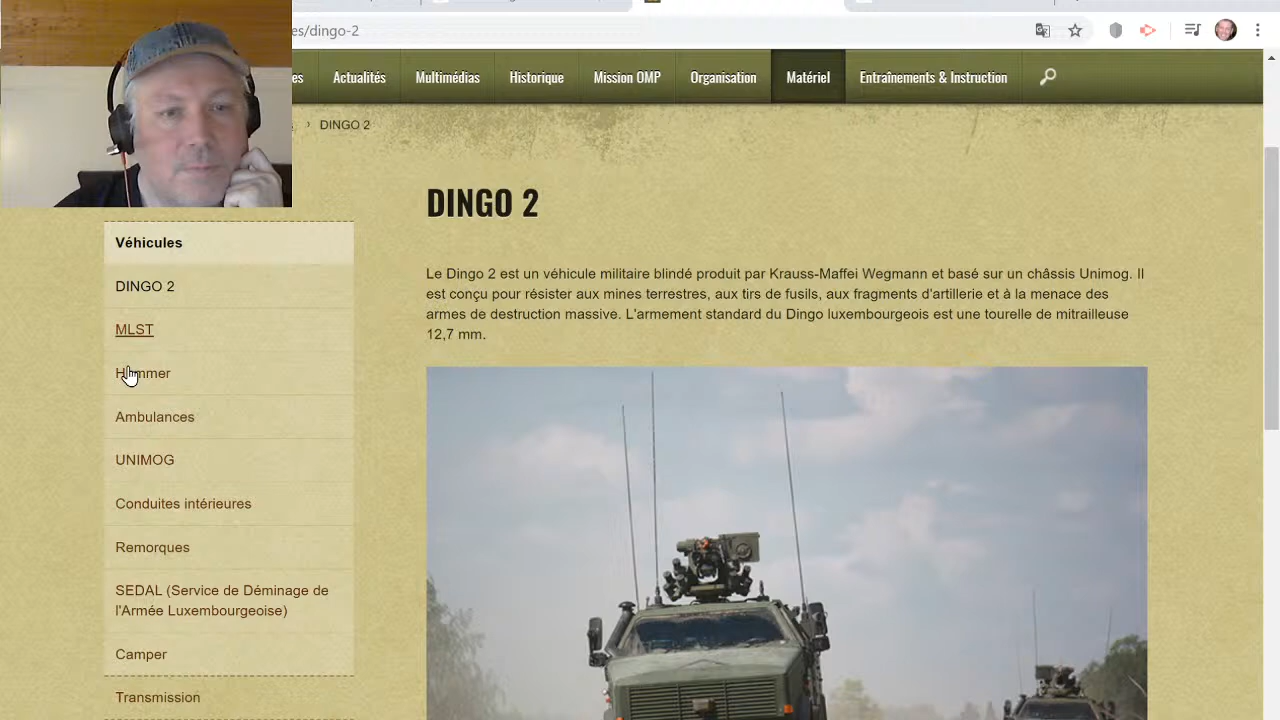 es/dingo-2
es Actualités Multimédias Historique Mission OMP Organisation Matériel Entraînements & Instruction
› DINGO 2
DINGO 2
Le Dingo 2 est un véhicule militaire blindé produit par Krauss-Maffei Wegmann et basé sur un châssis Unimog. Il
est conçu pour résister aux mines terrestres, aux tirs de fusils, aux fragments d'artillerie et à la menace des
armes de destruction massive. L'armement standard du Dingo luxembourgeois est une tourelle de mitrailleuse
12,7 mm.
Véhicules
DINGO 2
MLST
Hummer
Ambulances
UNIMOG
Conduites intérieures
Remorques
SEDAL (Service de Déminage de
l'Armée Luxembourgeoise)
Camper
Transmission